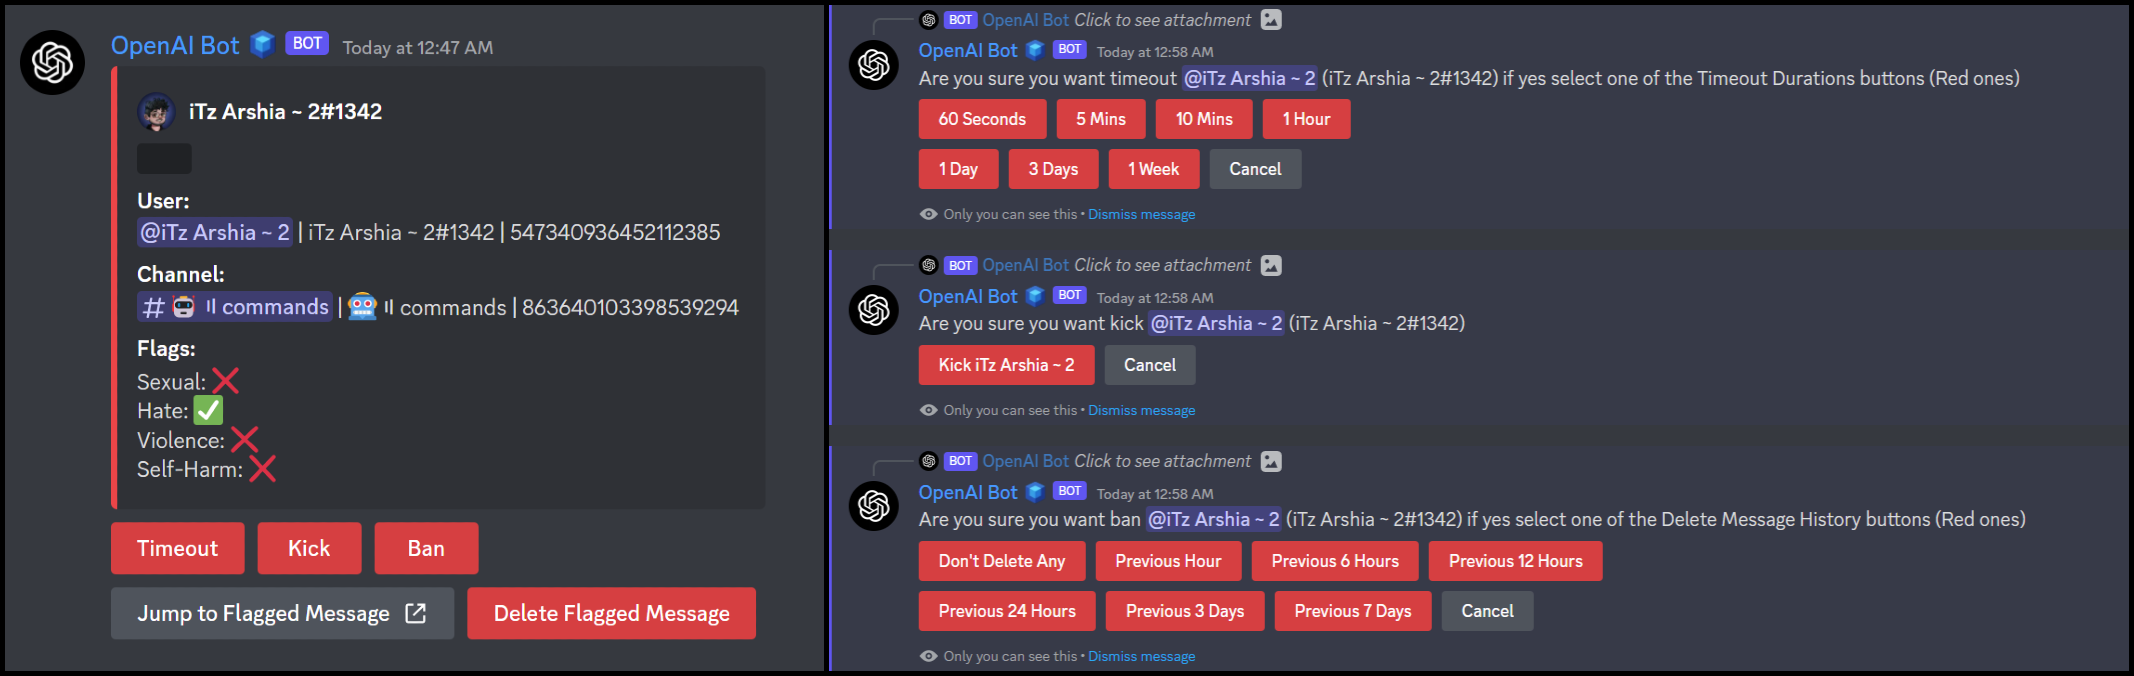 OpenAI Bot BOT Today at 12:47 AM
iTz Arshia ~ 2#1342
User:
@iTz Arshia ~ 2 | iTz Arshia ~ 2#1342 | 547340936452112385
Channel:
# 🤖 〢commands | 🤖〢commands | 863640103398539294
Flags:
Sexual: ❌
Hate: ✅
Violence: ❌
Self-Harm: ❌
Timeout
Kick
Ban
Jump to Flagged Message
Delete Flagged Message
BOT OpenAI Bot Click to see attachment
OpenAI Bot BOT Today at 12:58 AM
Are you sure you want timeout @iTz Arshia ~ 2 (iTz Arshia ~ 2#1342) if yes select one of the Timeout Durations buttons (Red ones)
60 Seconds
5 Mins
10 Mins
1 Hour
1 Day
3 Days
1 Week
Cancel
Only you can see this • Dismiss message
BOT OpenAI Bot Click to see attachment
OpenAI Bot BOT Today at 12:58 AM
Are you sure you want kick @iTz Arshia ~ 2 (iTz Arshia ~ 2#1342)
Kick iTz Arshia ~ 2
Cancel
Only you can see this • Dismiss message
BOT OpenAI Bot Click to see attachment
OpenAI Bot BOT Today at 12:58 AM
Are you sure you want ban @iTz Arshia ~ 2 (iTz Arshia ~ 2#1342) if yes select one of the Delete Message History buttons (Red ones)
Don't Delete Any
Previous Hour
Previous 6 Hours
Previous 12 Hours
Previous 24 Hours
Previous 3 Days
Previous 7 Days
Cancel
Only you can see this • Dismiss message